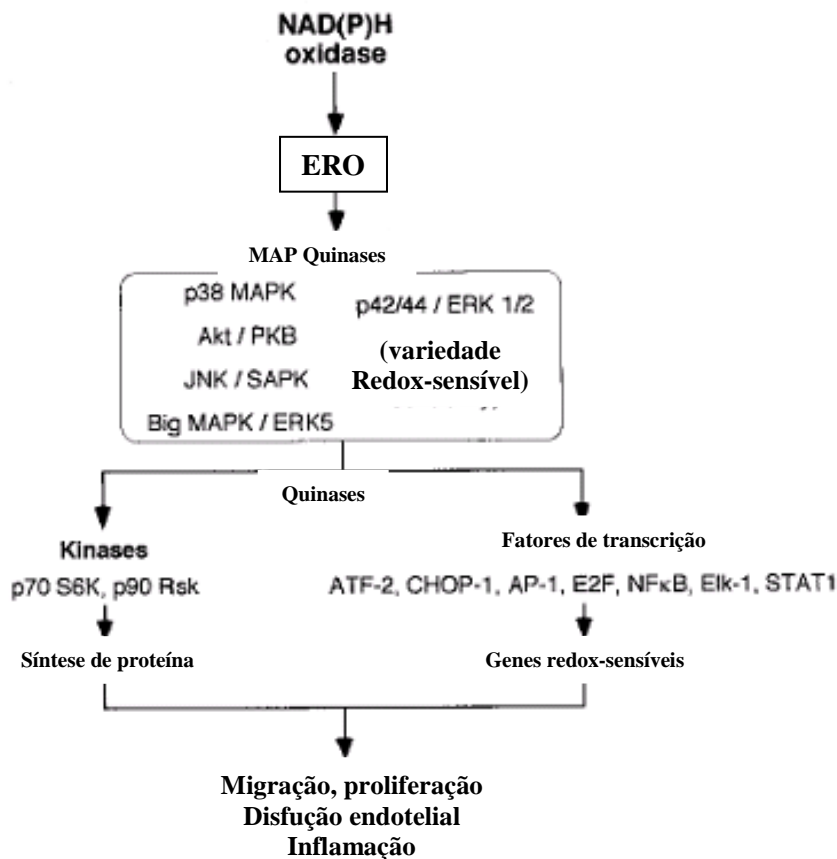 NAD(P)H
oxidase
ERO
MAP Quinases
p38 MAPK
p42/44 / ERK 1/2
Akt / PKB
(variedade
Redox-sensível)
JNK / SAPK
Big MAPK / ERK5
Quinases
Kinases
Fatores de transcrição
p70 S6K, p90 Rsk
ATF-2, CHOP-1, AP-1, E2F, NFκB, Elk-1, STAT1
Síntese de proteína
Genes redox-sensíveis
Migração, proliferação
Disfução endotelial
Inflamação